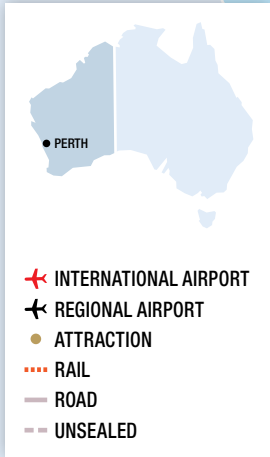 PERTH
INTERNATIONAL AIRPORT
REGIONAL AIRPORT
ATTRACTION
RAIL
ROAD
UNSEALED